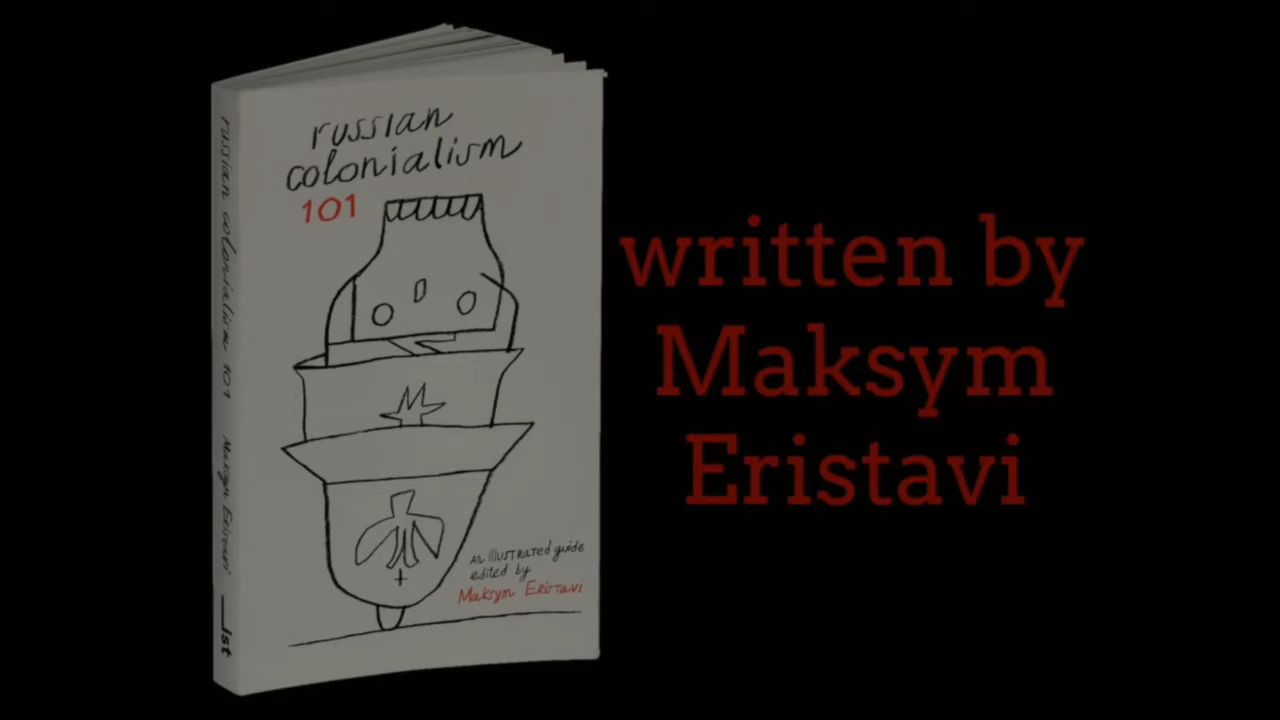 russian
colonialism
101
An illustrated guide
edited by
Maksym Eristavi
russian colonialism 101 Maksym Eristavi
ist
written by
Maksym
Eristavi